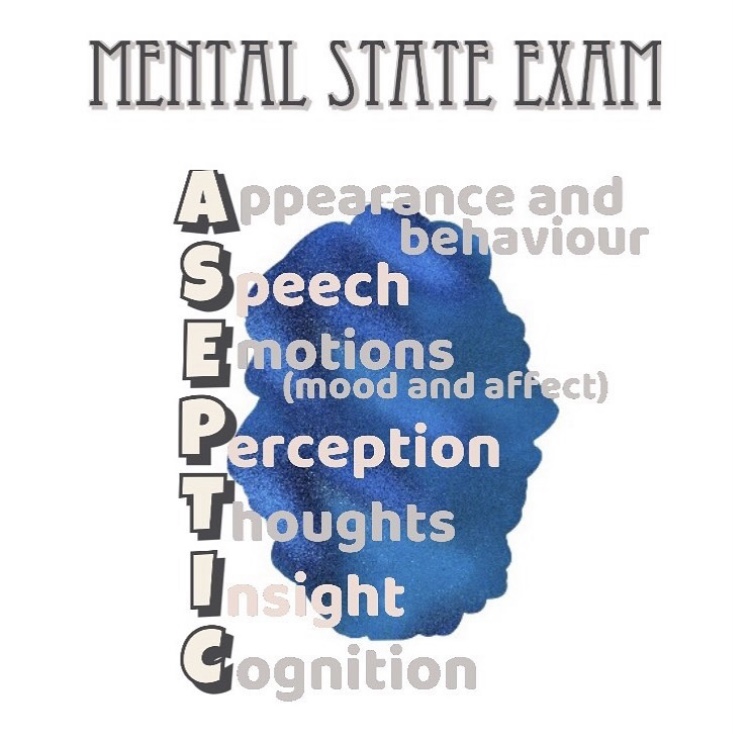 MENTAL STATE EXAM
Appearance and
behaviour
Speech
Emotions
(mood and affect)
Perception
Thoughts
Insight
Cognition